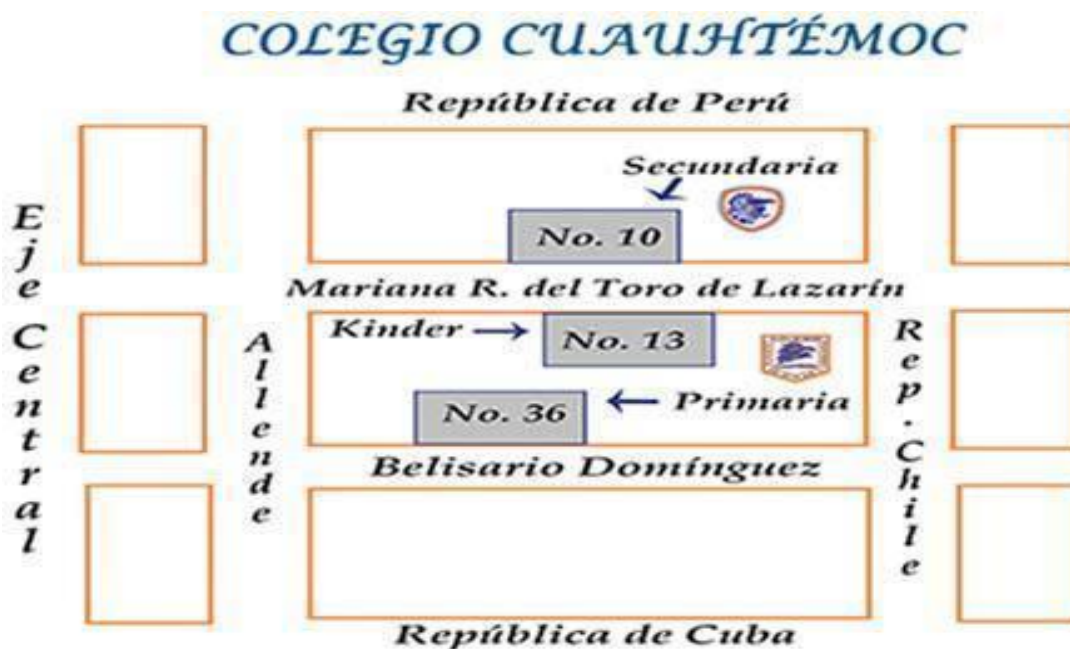 COLEGIO CUAUHTÉMOC
República de Perú
Secundaria
No. 10
Mariana R. del Toro de Lazarín
Kinder
No. 13
Primaria
No. 36
Belisario Domínguez
República de Cuba
Eje Central
Allende
Rep. Chile